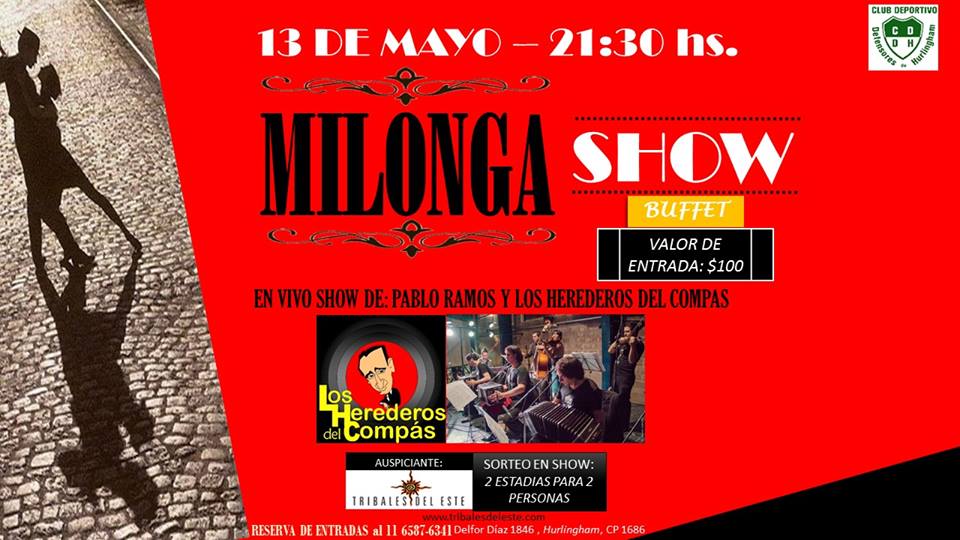 CLUB DEPORTIVO
C D
D H
Defensores de Hurlingham
13 DE MAYO – 21:30 hs.
MILONGA
SHOW
BUFFET
VALOR DE
ENTRADA: $100
EN VIVO SHOW DE: PABLO RAMOS Y LOS HEREDEROS DEL COMPAS
Los
Herederos
del Compás
AUSPICIANTE:
TRIBALES DEL ESTE
SORTEO EN SHOW:
2 ESTADIAS PARA 2
PERSONAS
www.tribalesdeleste.com
RESERVA DE ENTRADAS al 11 6587-6341 Delfor Díaz 1846 , Hurlingham, CP 1686